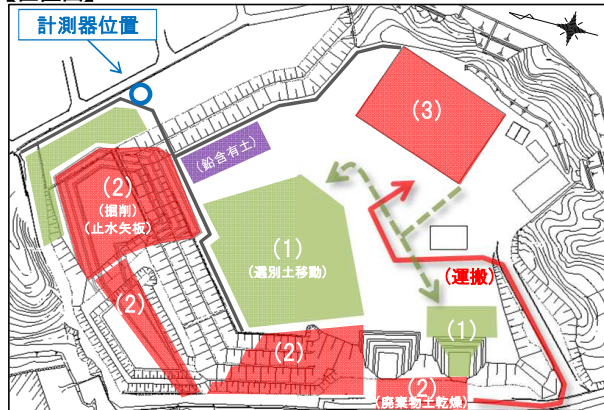 計測器位置
(3)
(鉛含有土)
(2)
(掘削)
(止水矢板)
(1)
(選別土移動)
(運搬)
(2)
(2)
(1)
(2)
(廃棄物土乾燥)